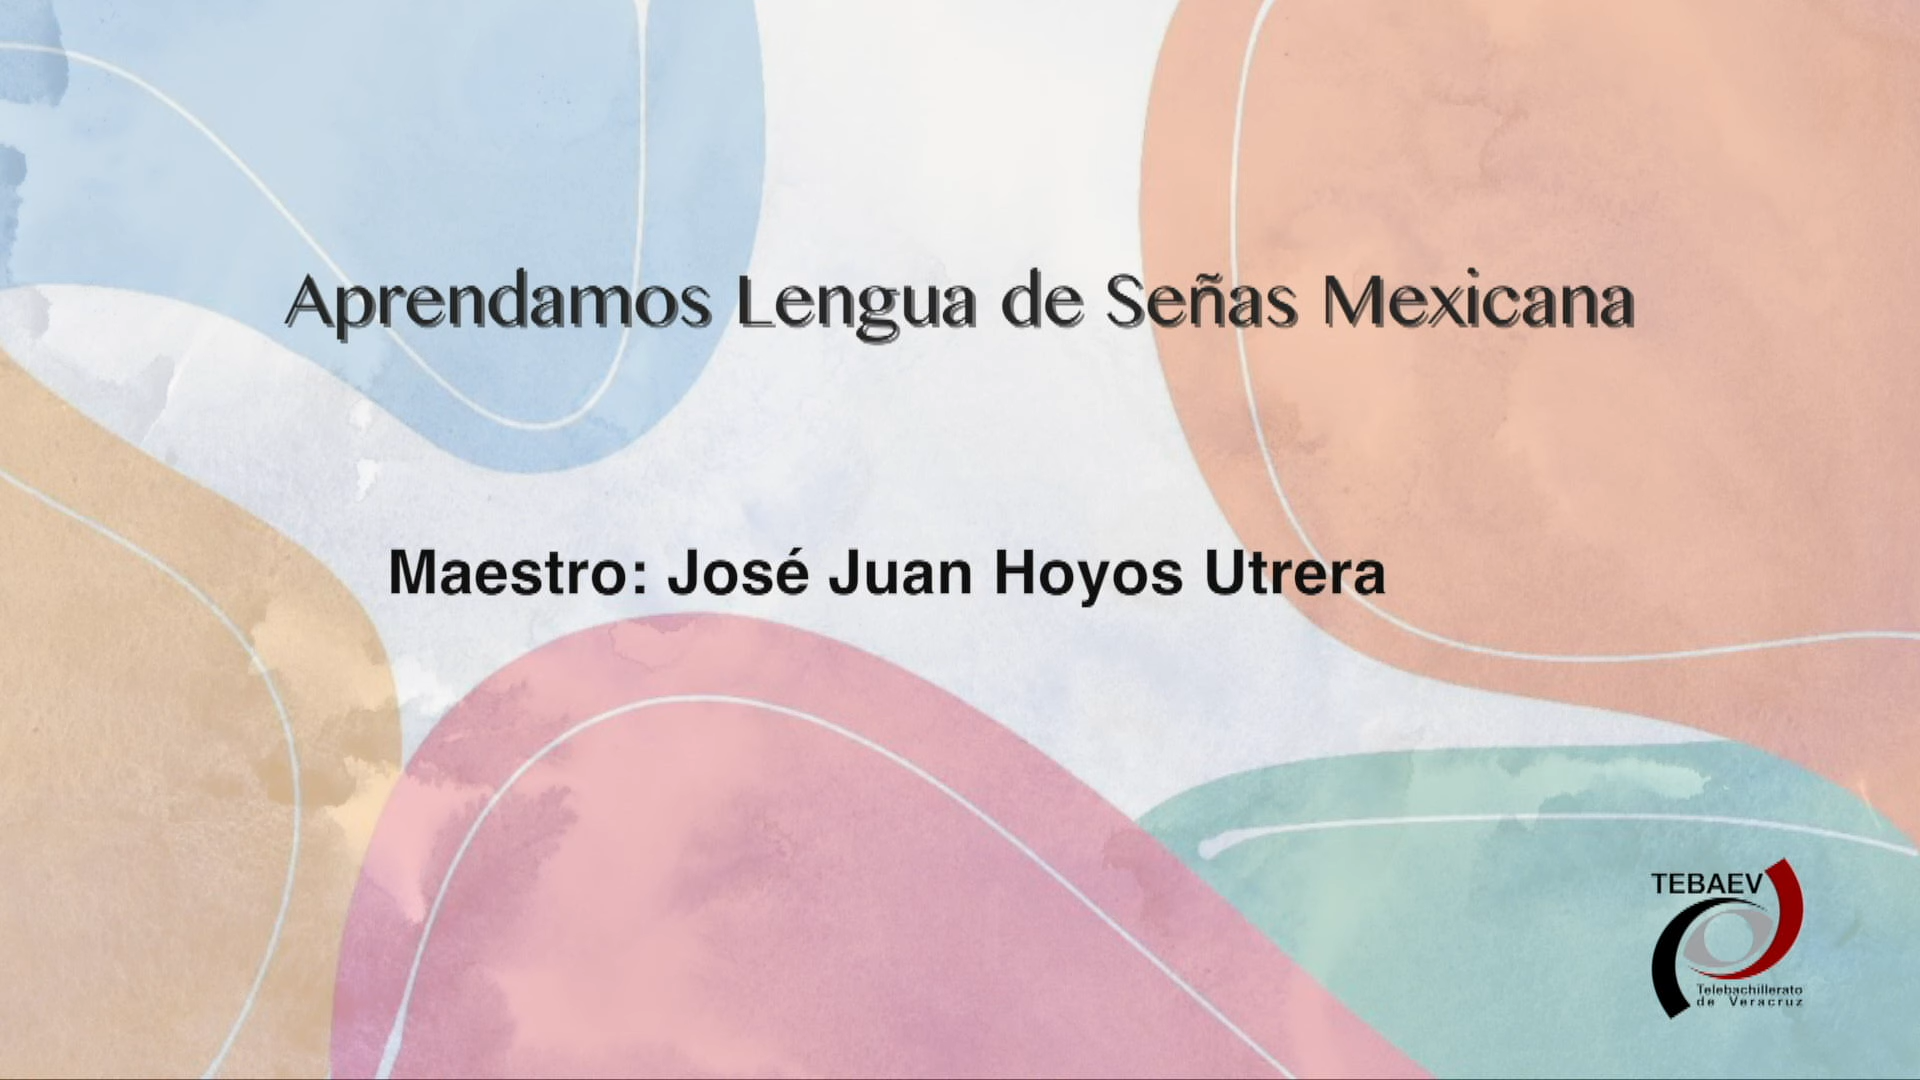 Aprendamos Lengua de Señas Mexicana
Maestro: José Juan Hoyos Utrera
TEBAEV
Telebachillerato
de Veracruz